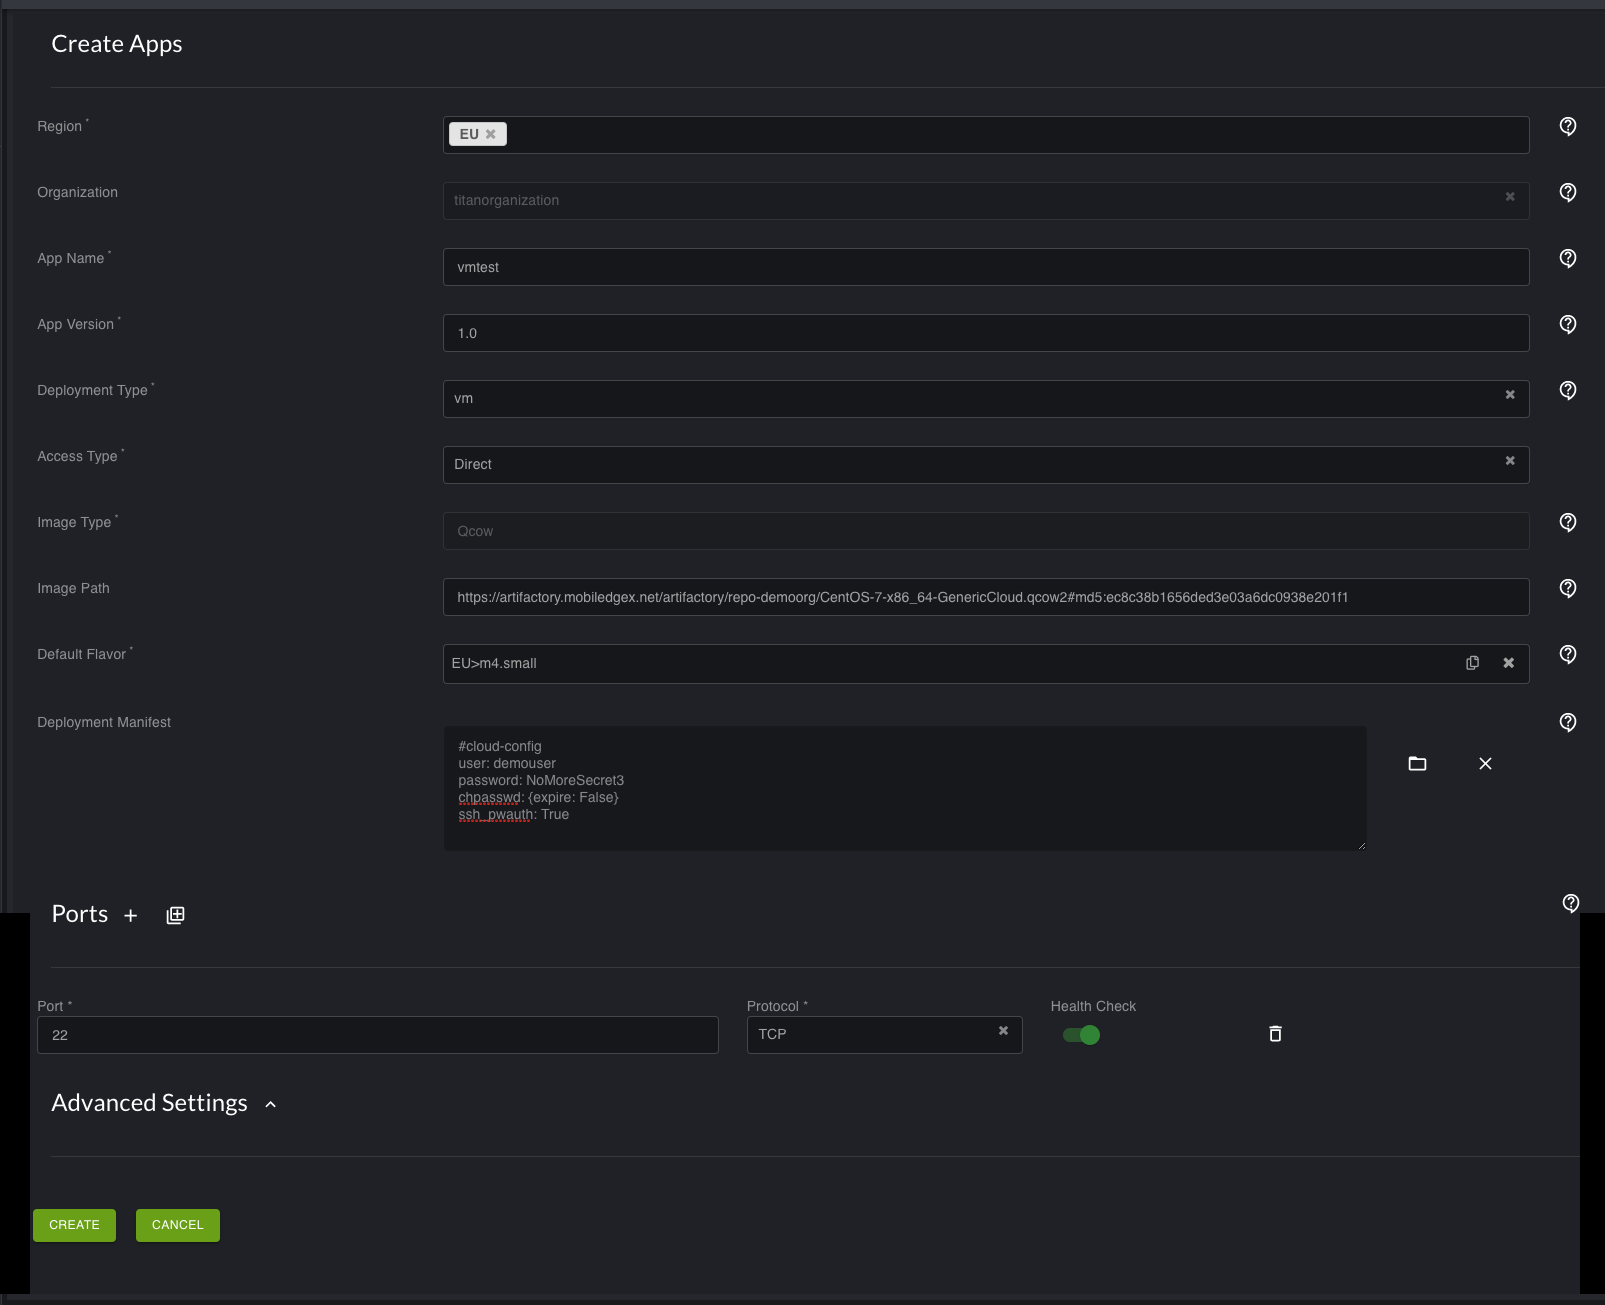 Create Apps
Region *
EU
Organization
titanorganization
App Name *
vmtest
App Version *
1.0
Deployment Type *
vm
Access Type *
Direct
Image Type *
Qcow
Image Path
https://artifactory.mobiledgex.net/artifactory/repo-demoorg/CentOS-7-x86_64-GenericCloud.qcow2#md5:ec8c38b1656ded3e03a6dc0938e201f1
Default Flavor *
EU>m4.small
Deployment Manifest
#cloud-config
user: demouser
password: NoMoreSecret3
chpasswd: {expire: False}
ssh_pwauth: True
Ports
Port * Protocol * Health Check
22 TCP
Advanced Settings
CREATE CANCEL